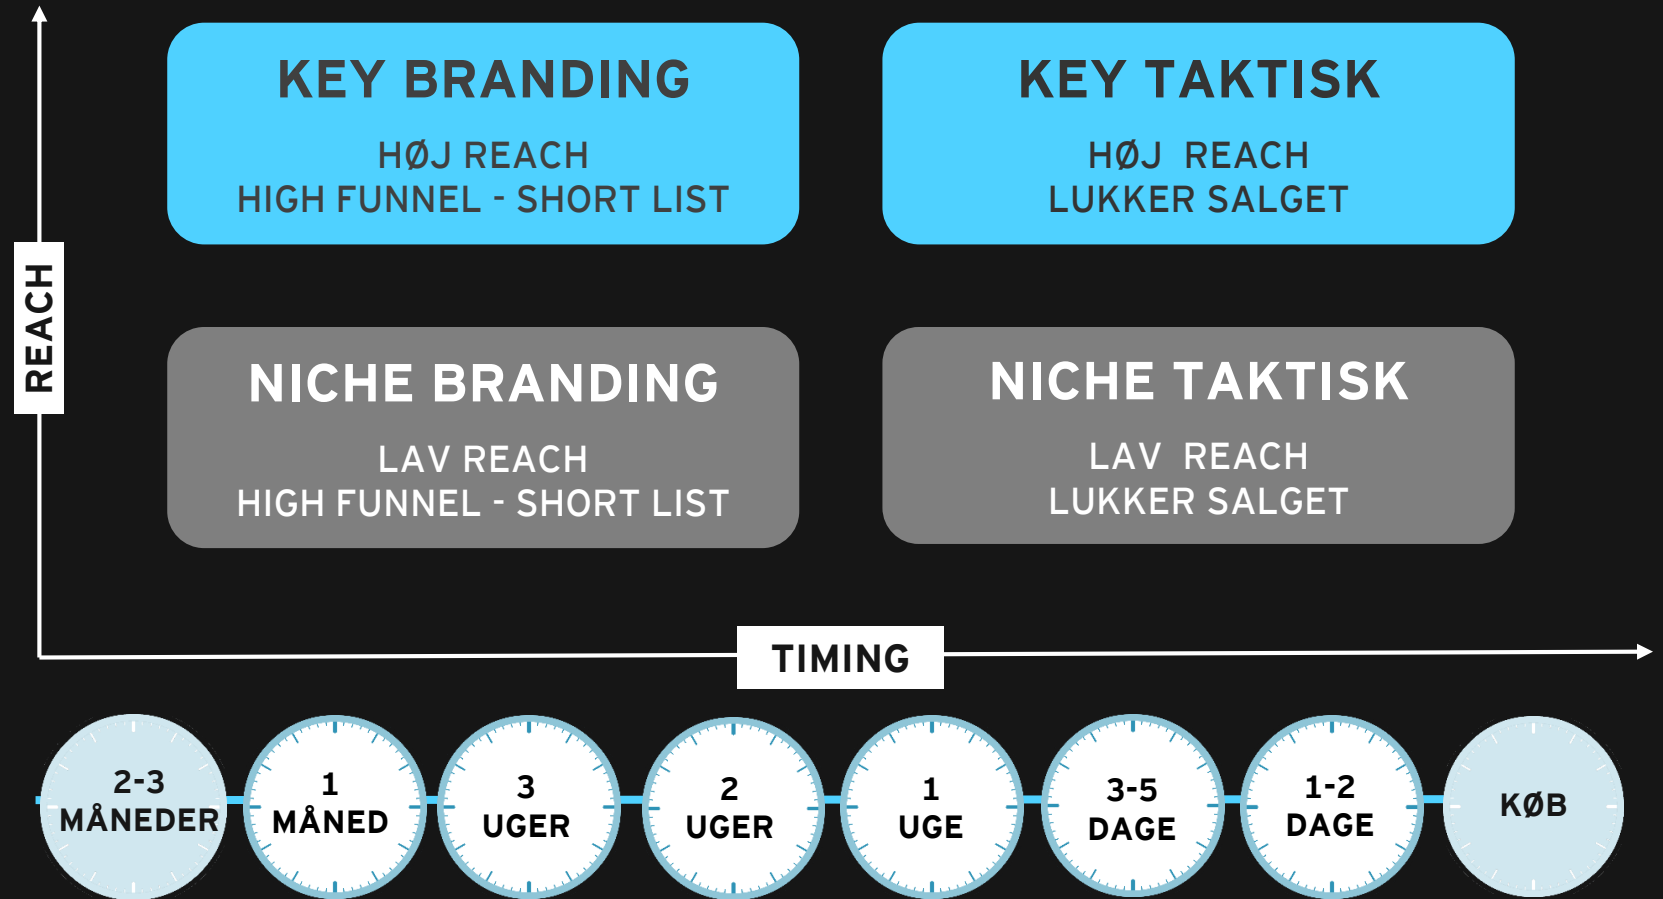 KEY BRANDING
HØJ REACH
HIGH FUNNEL - SHORT LIST
KEY TAKTISK
HØJ REACH
LUKKER SALGET
REACH
NICHE BRANDING
LAV REACH
HIGH FUNNEL - SHORT LIST
NICHE TAKTISK
LAV REACH
LUKKER SALGET
TIMING
2-3
MÅNEDER
1
MÅNED
3
UGER
2
UGER
1
UGE
3-5
DAGE
1-2
DAGE
KØB